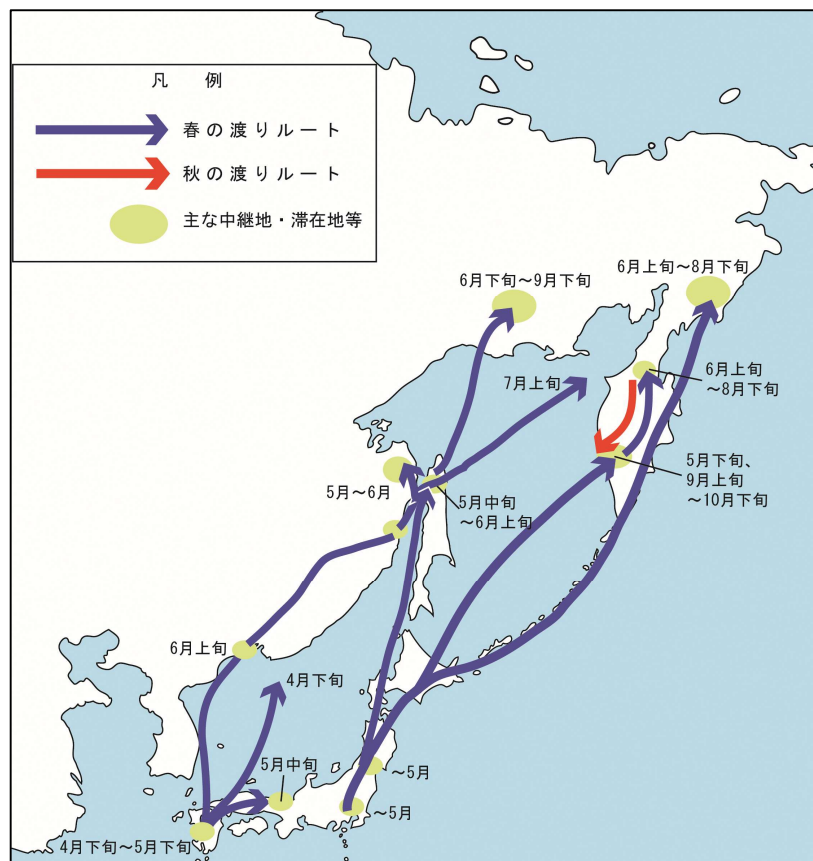 凡 例
春の渡りルート
秋の渡りルート
主な中継地・滞在地等
6月下旬～9月下旬
6月上旬～8月下旬
7月上旬
6月上旬
～8月下旬
5月～6月
5月中旬
～6月上旬
5月下旬、
9月上旬
～10月下旬
6月上旬
4月下旬
5月中旬
～5月
～5月
4月下旬～5月下旬